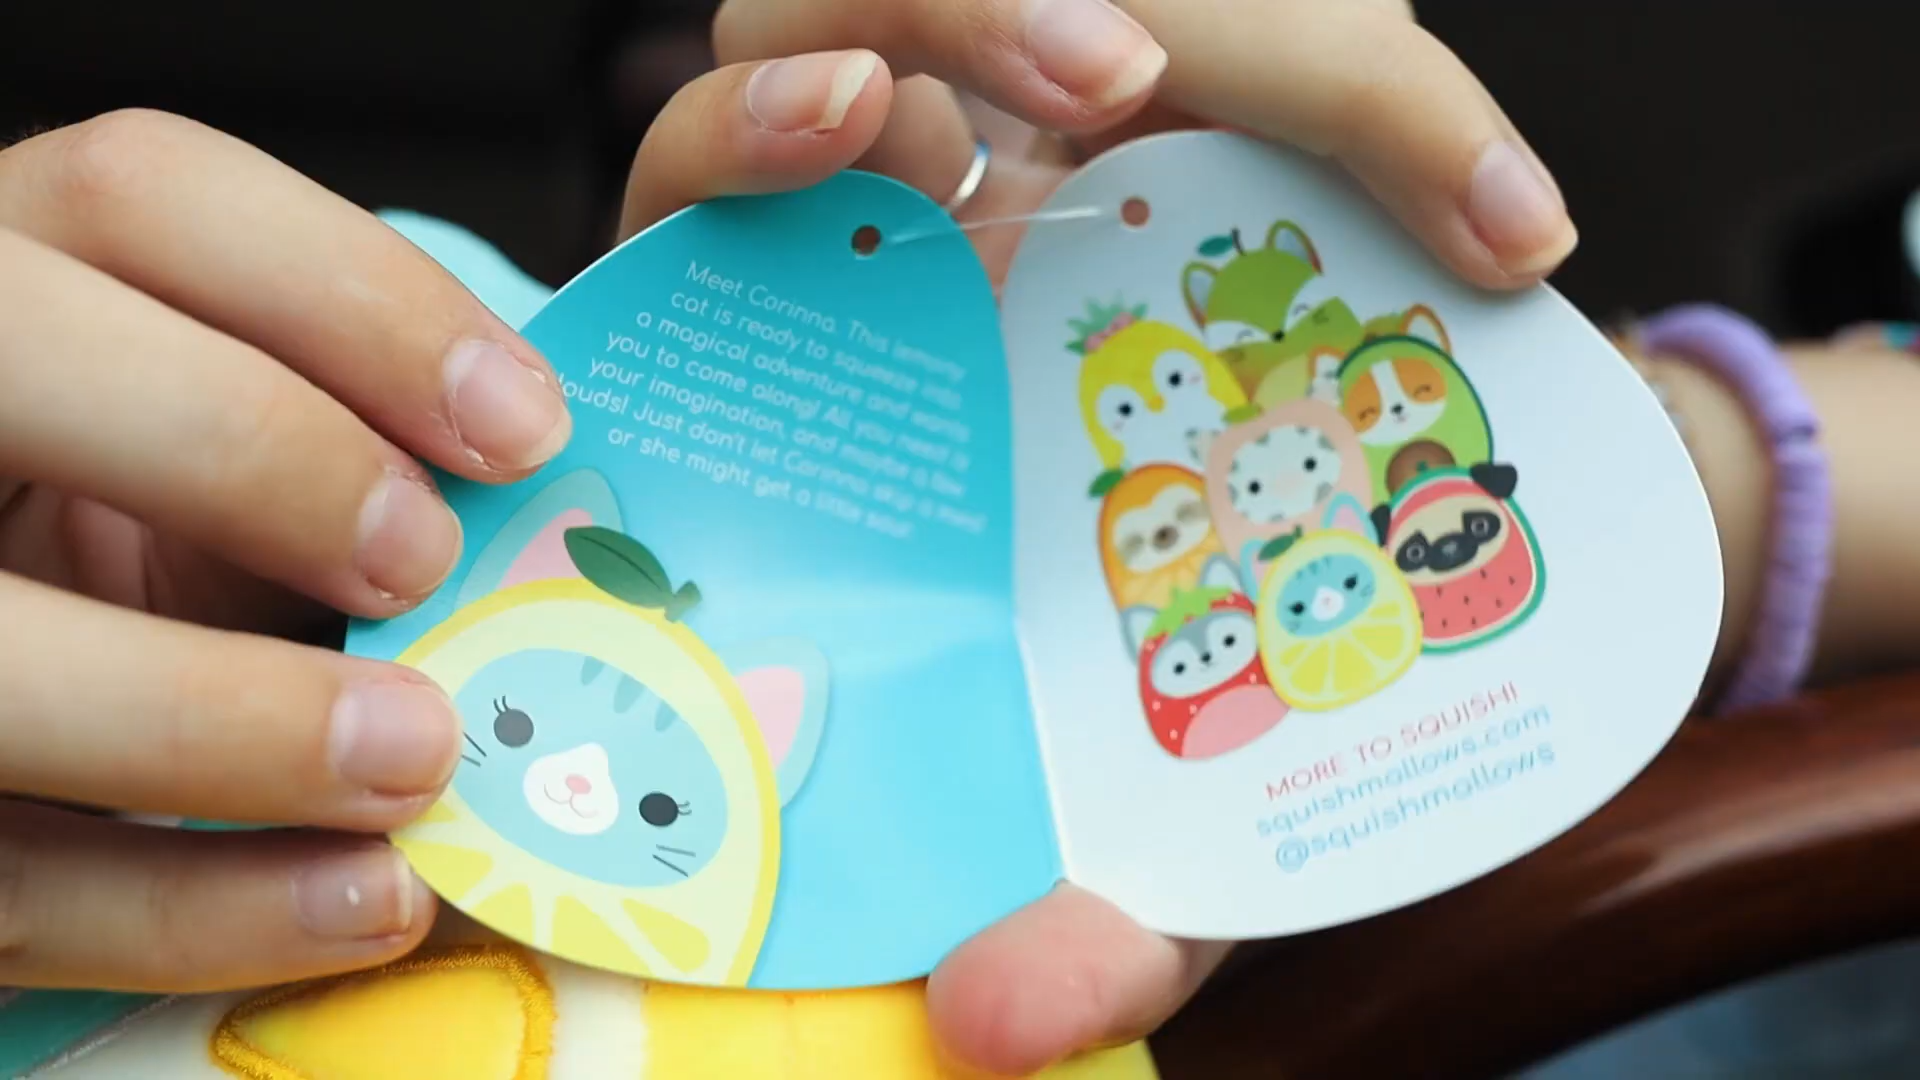 Meet Corinna. This lemony
cat is ready to squeeze into
a magical adventure and wants
you to come along! All you need is
your imagination, and maybe a few
louds! Just don't let Corinna skip a
or she might get a little sour!
MORE TO SQUISH!
squishmallows.com
@squishmallows